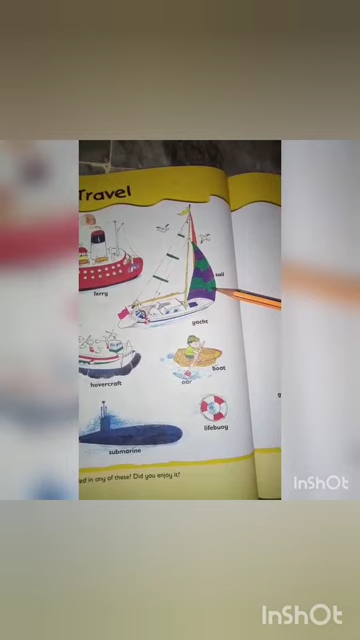 Travel
sail
ferry
yacht
boat
hovercraft
oar
lifebuoy
submarine
ed in any of these? Did you enjoy it?
InShOt
InShOt